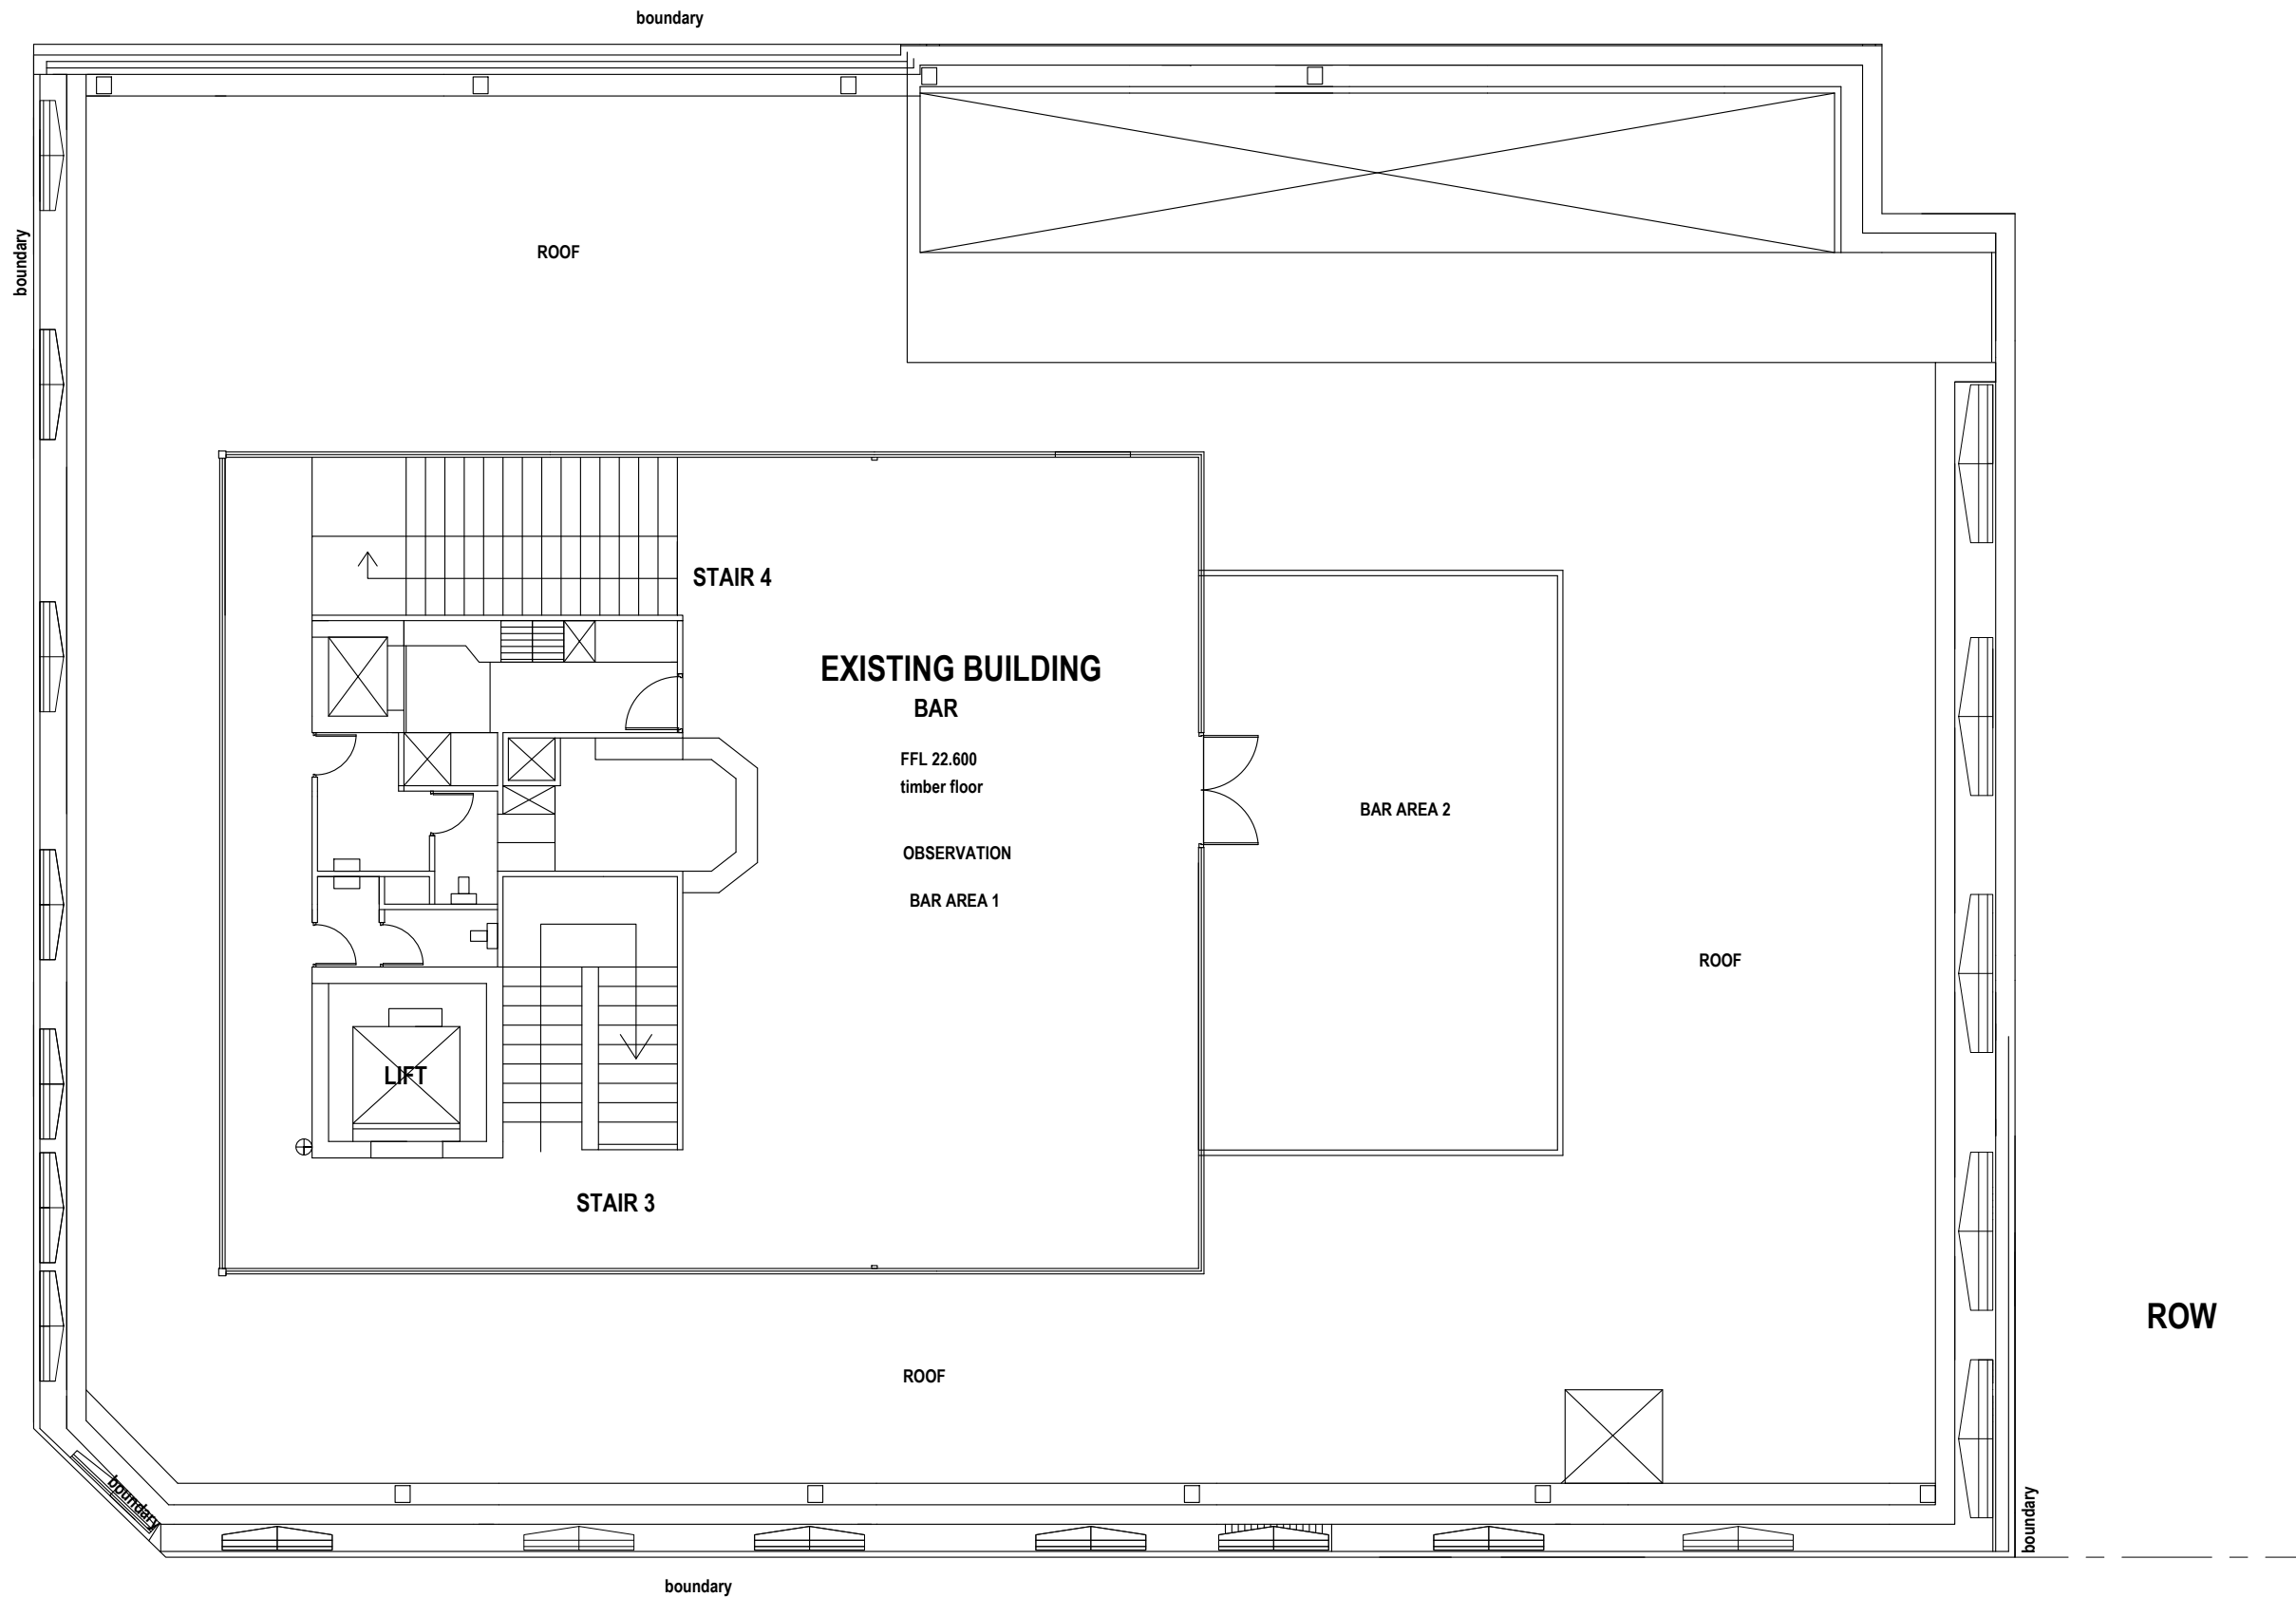 boundary
boundary
ROOF
STAIR 4
EXISTING BUILDING
BAR
FFL 22.600
timber floor
BAR AREA 2
OBSERVATION
BAR AREA 1
ROOF
LIFT
STAIR 3
ROW
ROOF
boundary
boundary
boundary